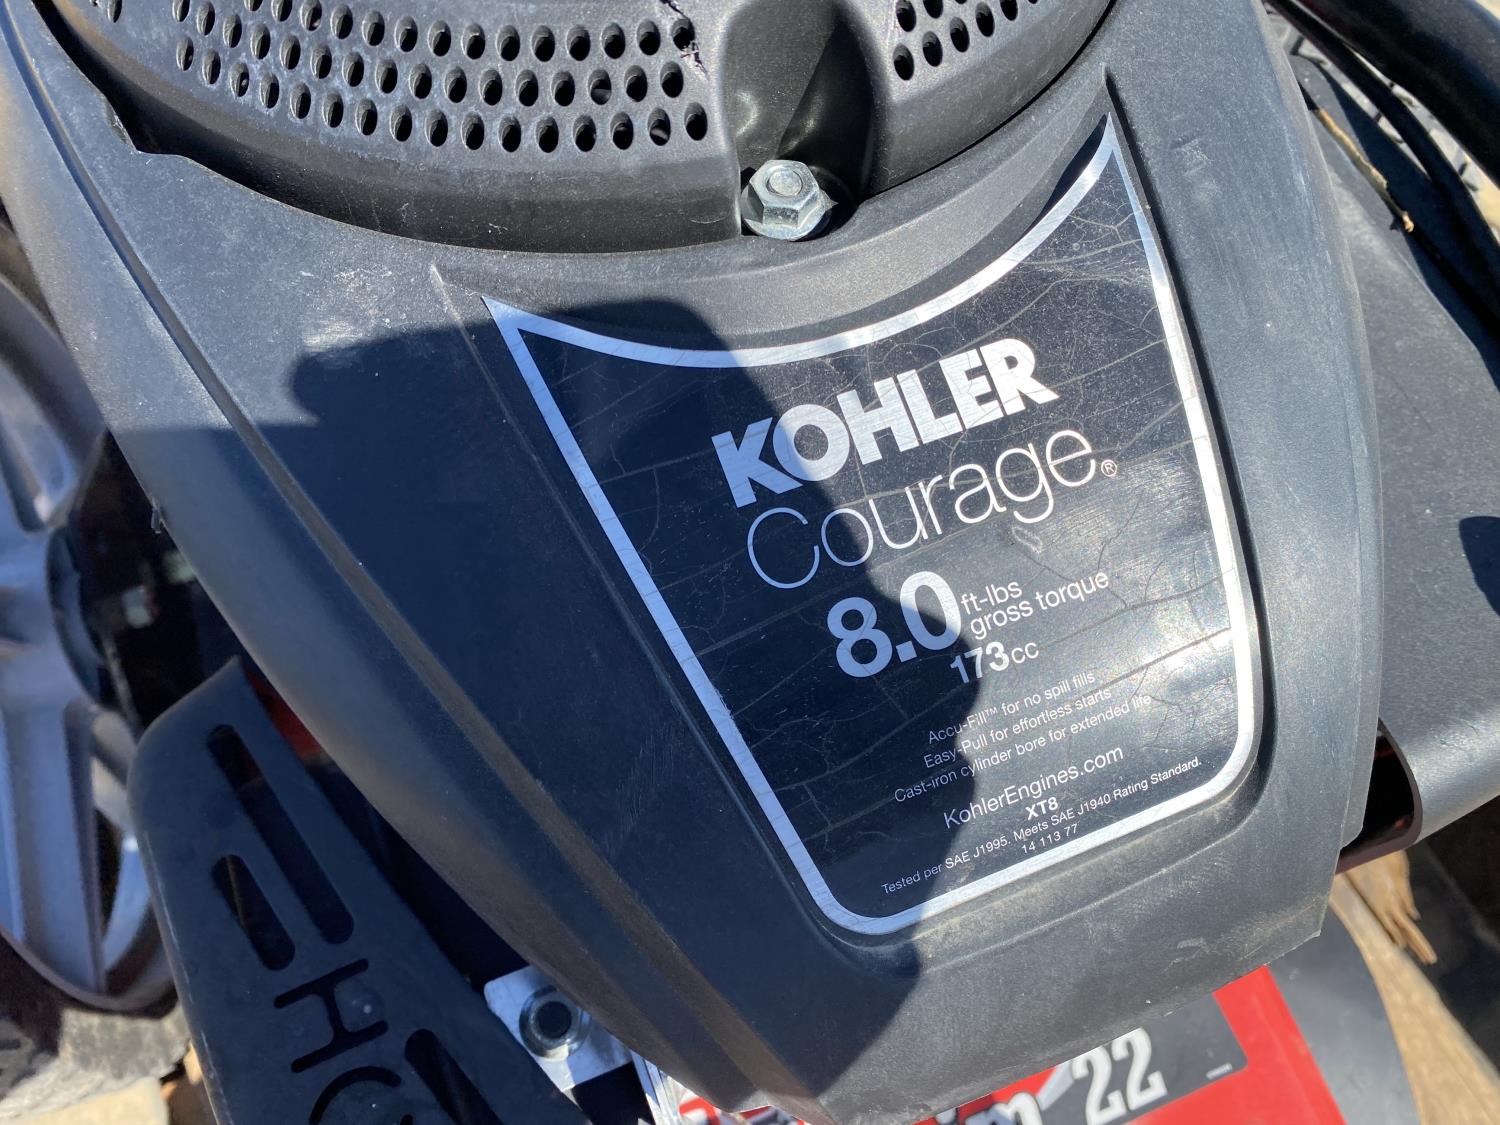 KOHLER
Courage®
8.0 ft-lbs
gross torque
173cc
Accu-Fill™ for no spill fills
Easy-Pull for effortless starts
Cast-iron cylinder bore for extended life
KohlerEngines.com
XT8
Tested per SAE J1995. Meets SAE J1940 Rating Standard.
14 113 77
22